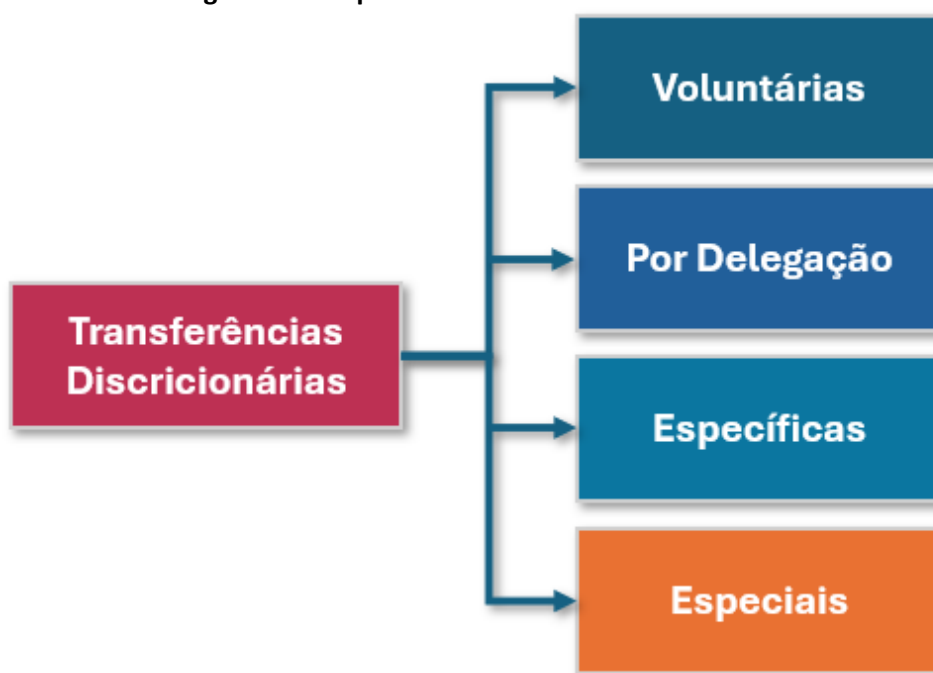 Voluntárias
Por Delegação
Transferências
Discricionárias
Específicas
Especiais